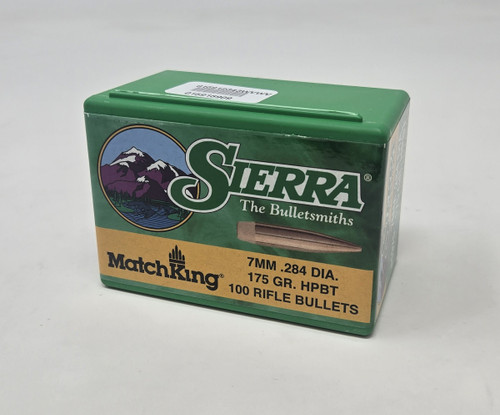 SIERRA®
The Bulletsmiths
MatchKing®
7MM .284 DIA.
175 GR. HPBT
100 RIFLE BULLETS